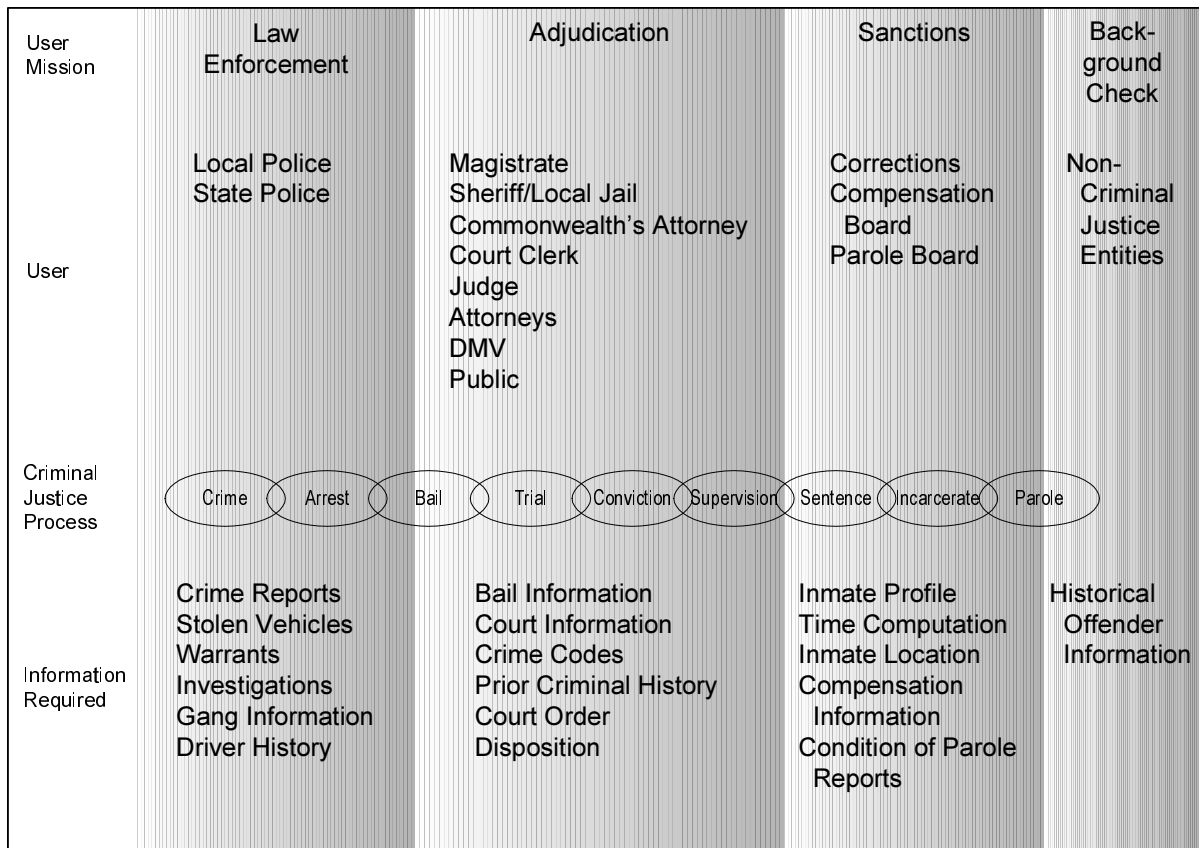 User
Mission
Law
Enforcement
Adjudication
Sanctions
Back-
ground
Check
User
Local Police
State Police
Magistrate
Sheriff/Local Jail
Commonwealth's Attorney
Court Clerk
Judge
Attorneys
DMV
Public
Corrections
Compensation
Board
Parole Board
Non-
Criminal
Justice
Entities
Criminal
Justice
Process
Crime
Arrest
Bail
Trial
Conviction
Supervision
Sentence
Incarcerate
Parole
Information
Required
Crime Reports
Stolen Vehicles
Warrants
Investigations
Gang Information
Driver History
Bail Information
Court Information
Crime Codes
Prior Criminal History
Court Order
Disposition
Inmate Profile
Time Computation
Inmate Location
Compensation
Information
Condition of Parole
Reports
Historical
Offender
Information